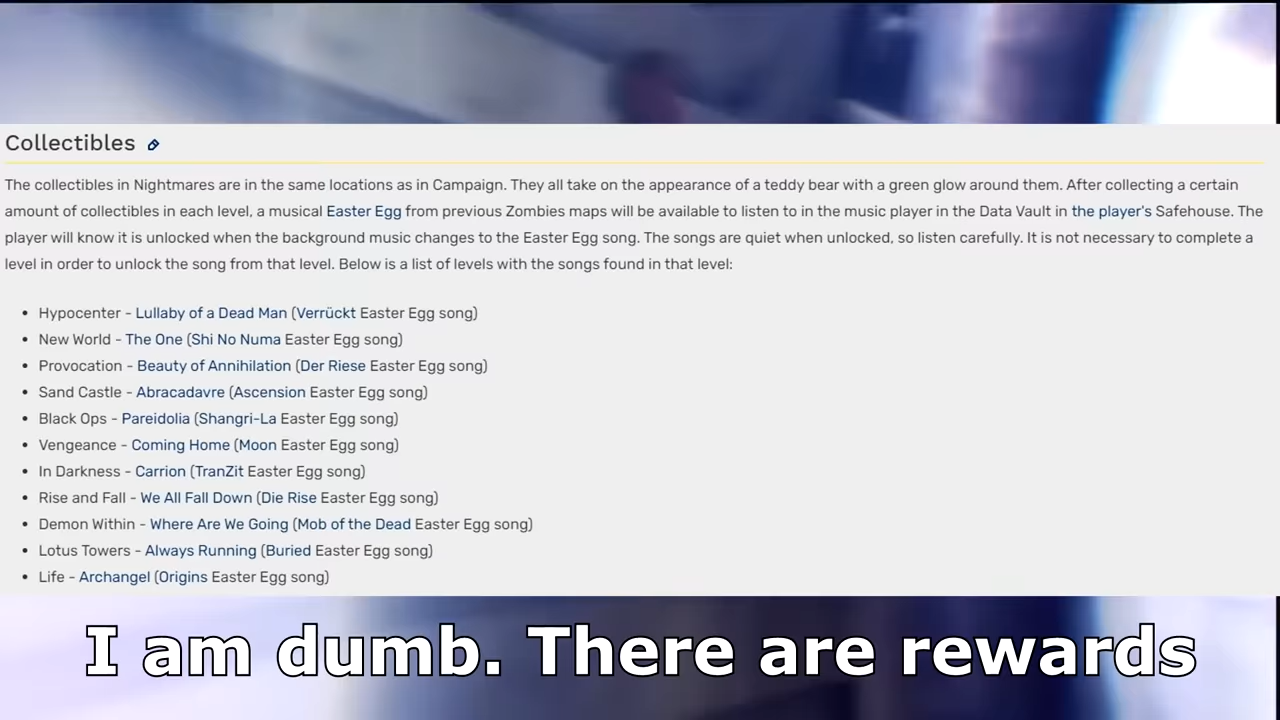 Collectibles
The collectibles in Nightmares are in the same locations as in Campaign. They all take on the appearance of a teddy bear with a green glow around them. After collecting a certain
amount of collectibles in each level, a musical Easter Egg from previous Zombies maps will be available to listen to in the music player in the Data Vault in the player's Safehouse. The
player will know it is unlocked when the background music changes to the Easter Egg song. The songs are quiet when unlocked, so listen carefully. It is not necessary to complete a
level in order to unlock the song from that level. Below is a list of levels with the songs found in that level:
• Hypocenter - Lullaby of a Dead Man (Verrückt Easter Egg song)
• New World - The One (Shi No Numa Easter Egg song)
• Provocation - Beauty of Annihilation (Der Riese Easter Egg song)
• Sand Castle - Abracadavre (Ascension Easter Egg song)
• Black Ops - Pareidolia (Shangri-La Easter Egg song)
• Vengeance - Coming Home (Moon Easter Egg song)
• In Darkness - Carrion (TranZit Easter Egg song)
• Rise and Fall - We All Fall Down (Die Rise Easter Egg song)
• Demon Within - Where Are We Going (Mob of the Dead Easter Egg song)
• Lotus Towers - Always Running (Buried Easter Egg song)
• Life - Archangel (Origins Easter Egg song)
I am dumb. There are rewards